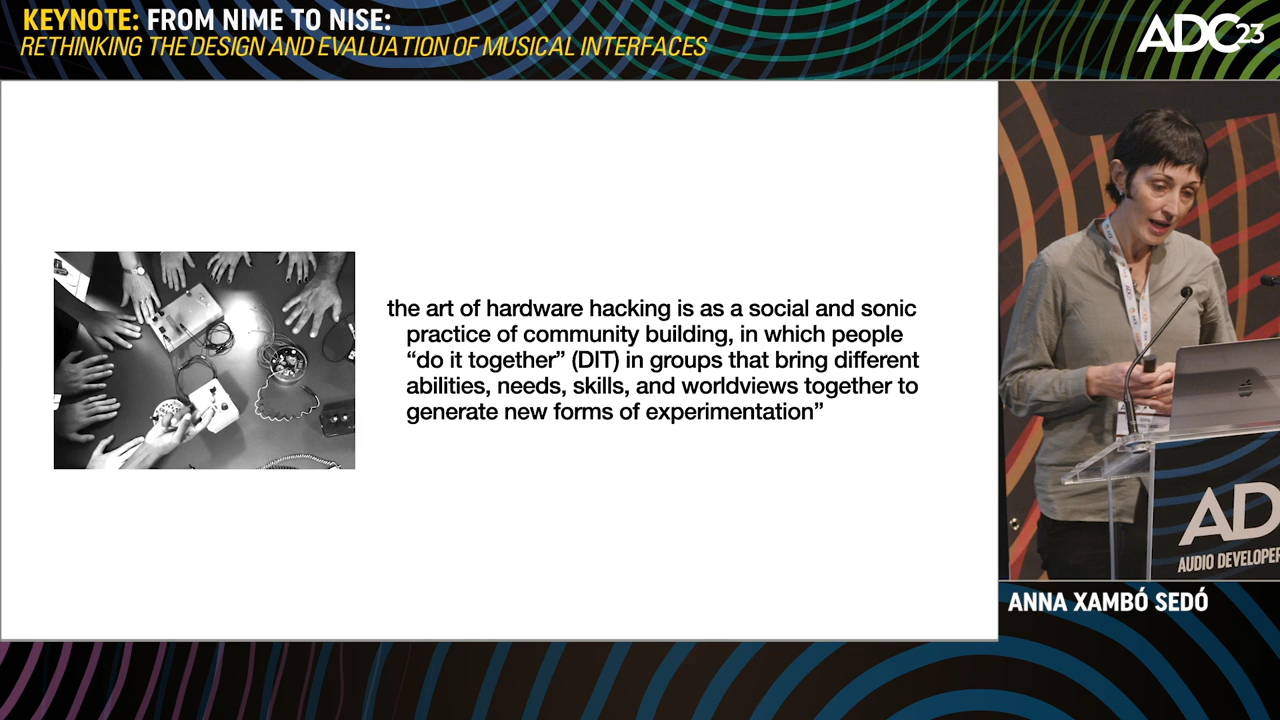 KEYNOTE: FROM NIME TO NISE:
RETHINKING THE DESIGN AND EVALUATION OF MUSICAL INTERFACES
ADC23
the art of hardware hacking is as a social and sonic
practice of community building, in which people
“do it together” (DIT) in groups that bring different
abilities, needs, skills, and worldviews together to
generate new forms of experimentation”
AD
AUDIO DEVELOPER
ANNA XAMBÓ SEDÓ